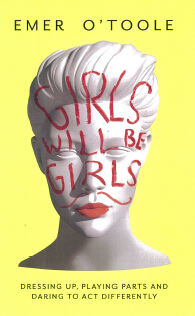 EMER O'TOOLE
GIRLS
WILL BE
GIRLS
DRESSING UP, PLAYING PARTS AND
DARING TO ACT DIFFERENTLY